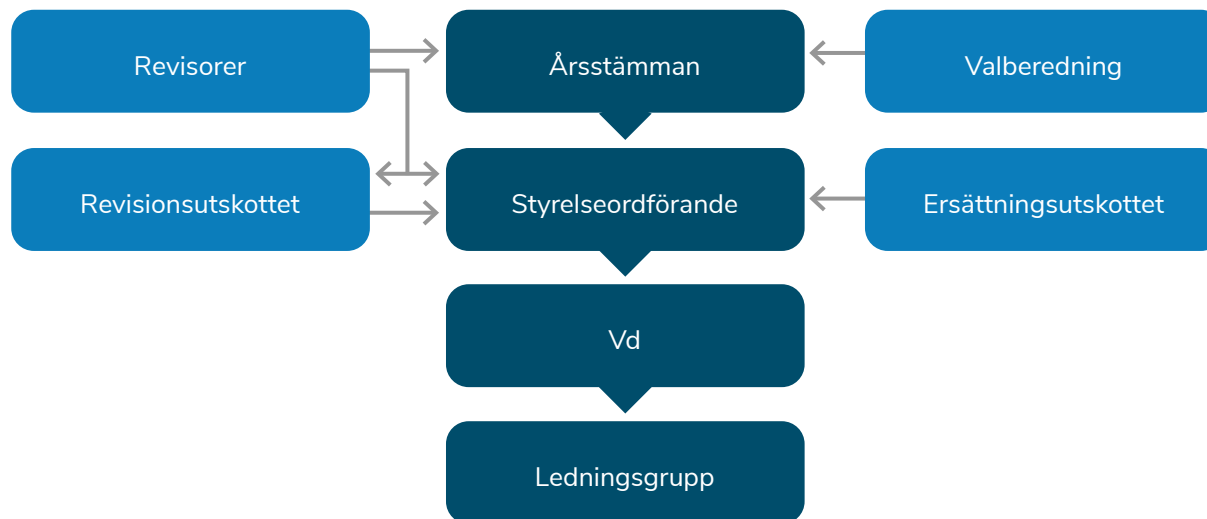 Revisorer
Årsstämman
Valberedning
Revisionsutskottet
Styrelseordförande
Ersättningsutskottet
Vd
Ledningsgrupp